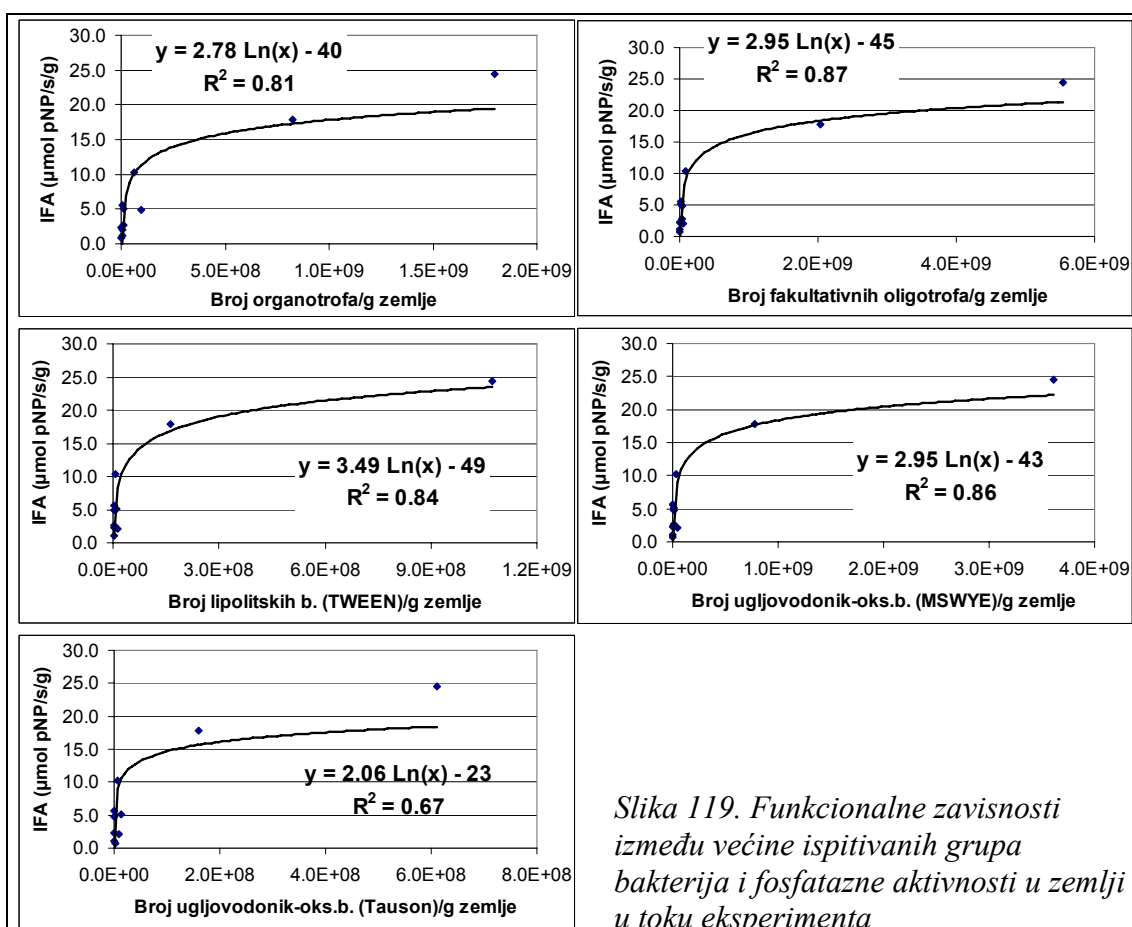 y = 2.78 Ln(x) - 40
R² = 0.81
30.0
25.0
20.0
15.0
10.0
5.0
0.0
IFA (µmol pNP/s/g)
0.0E+00 5.0E+08 1.0E+09 1.5E+09 2.0E+09
Broj organotrofa/g zemlje
y = 2.95 Ln(x) - 45
R² = 0.87
30.0
25.0
20.0
15.0
10.0
5.0
0.0
IFA (µmol pNP/s/g)
0.0E+00 2.0E+09 4.0E+09 6.0E+09
Broj fakultativnih oligotrofa/g zemlje
30.0
25.0
20.0
15.0
10.0
5.0
0.0
IFA (µmol pNP/s/g)
y = 3.49 Ln(x) - 49
R² = 0.84
0.0E+00 3.0E+08 6.0E+08 9.0E+08 1.2E+09
Broj lipolitskih b. (TWEEN)/g zemlje
30.0
25.0
20.0
15.0
10.0
5.0
0.0
IFA (µmol pNP/s/g)
y = 2.95 Ln(x) - 43
R² = 0.86
0.0E+00 1.0E+09 2.0E+09 3.0E+09 4.0E+09
Broj ugljovodonik-oks.b. (MSWYE)/g zemlje
30.0
25.0
20.0
15.0
10.0
5.0
0.0
IFA (µmol pNP/s/g)
y = 2.06 Ln(x) - 23
R² = 0.67
0.0E+00 2.0E+08 4.0E+08 6.0E+08 8.0E+08
Broj ugljovodonik-oks.b. (Tauson)/g zemlje
Slika 119. Funkcionalne zavisnosti
između većine ispitivanih grupa
bakterija i fosfatazne aktivnosti u zemlji
u toku eksperimenta